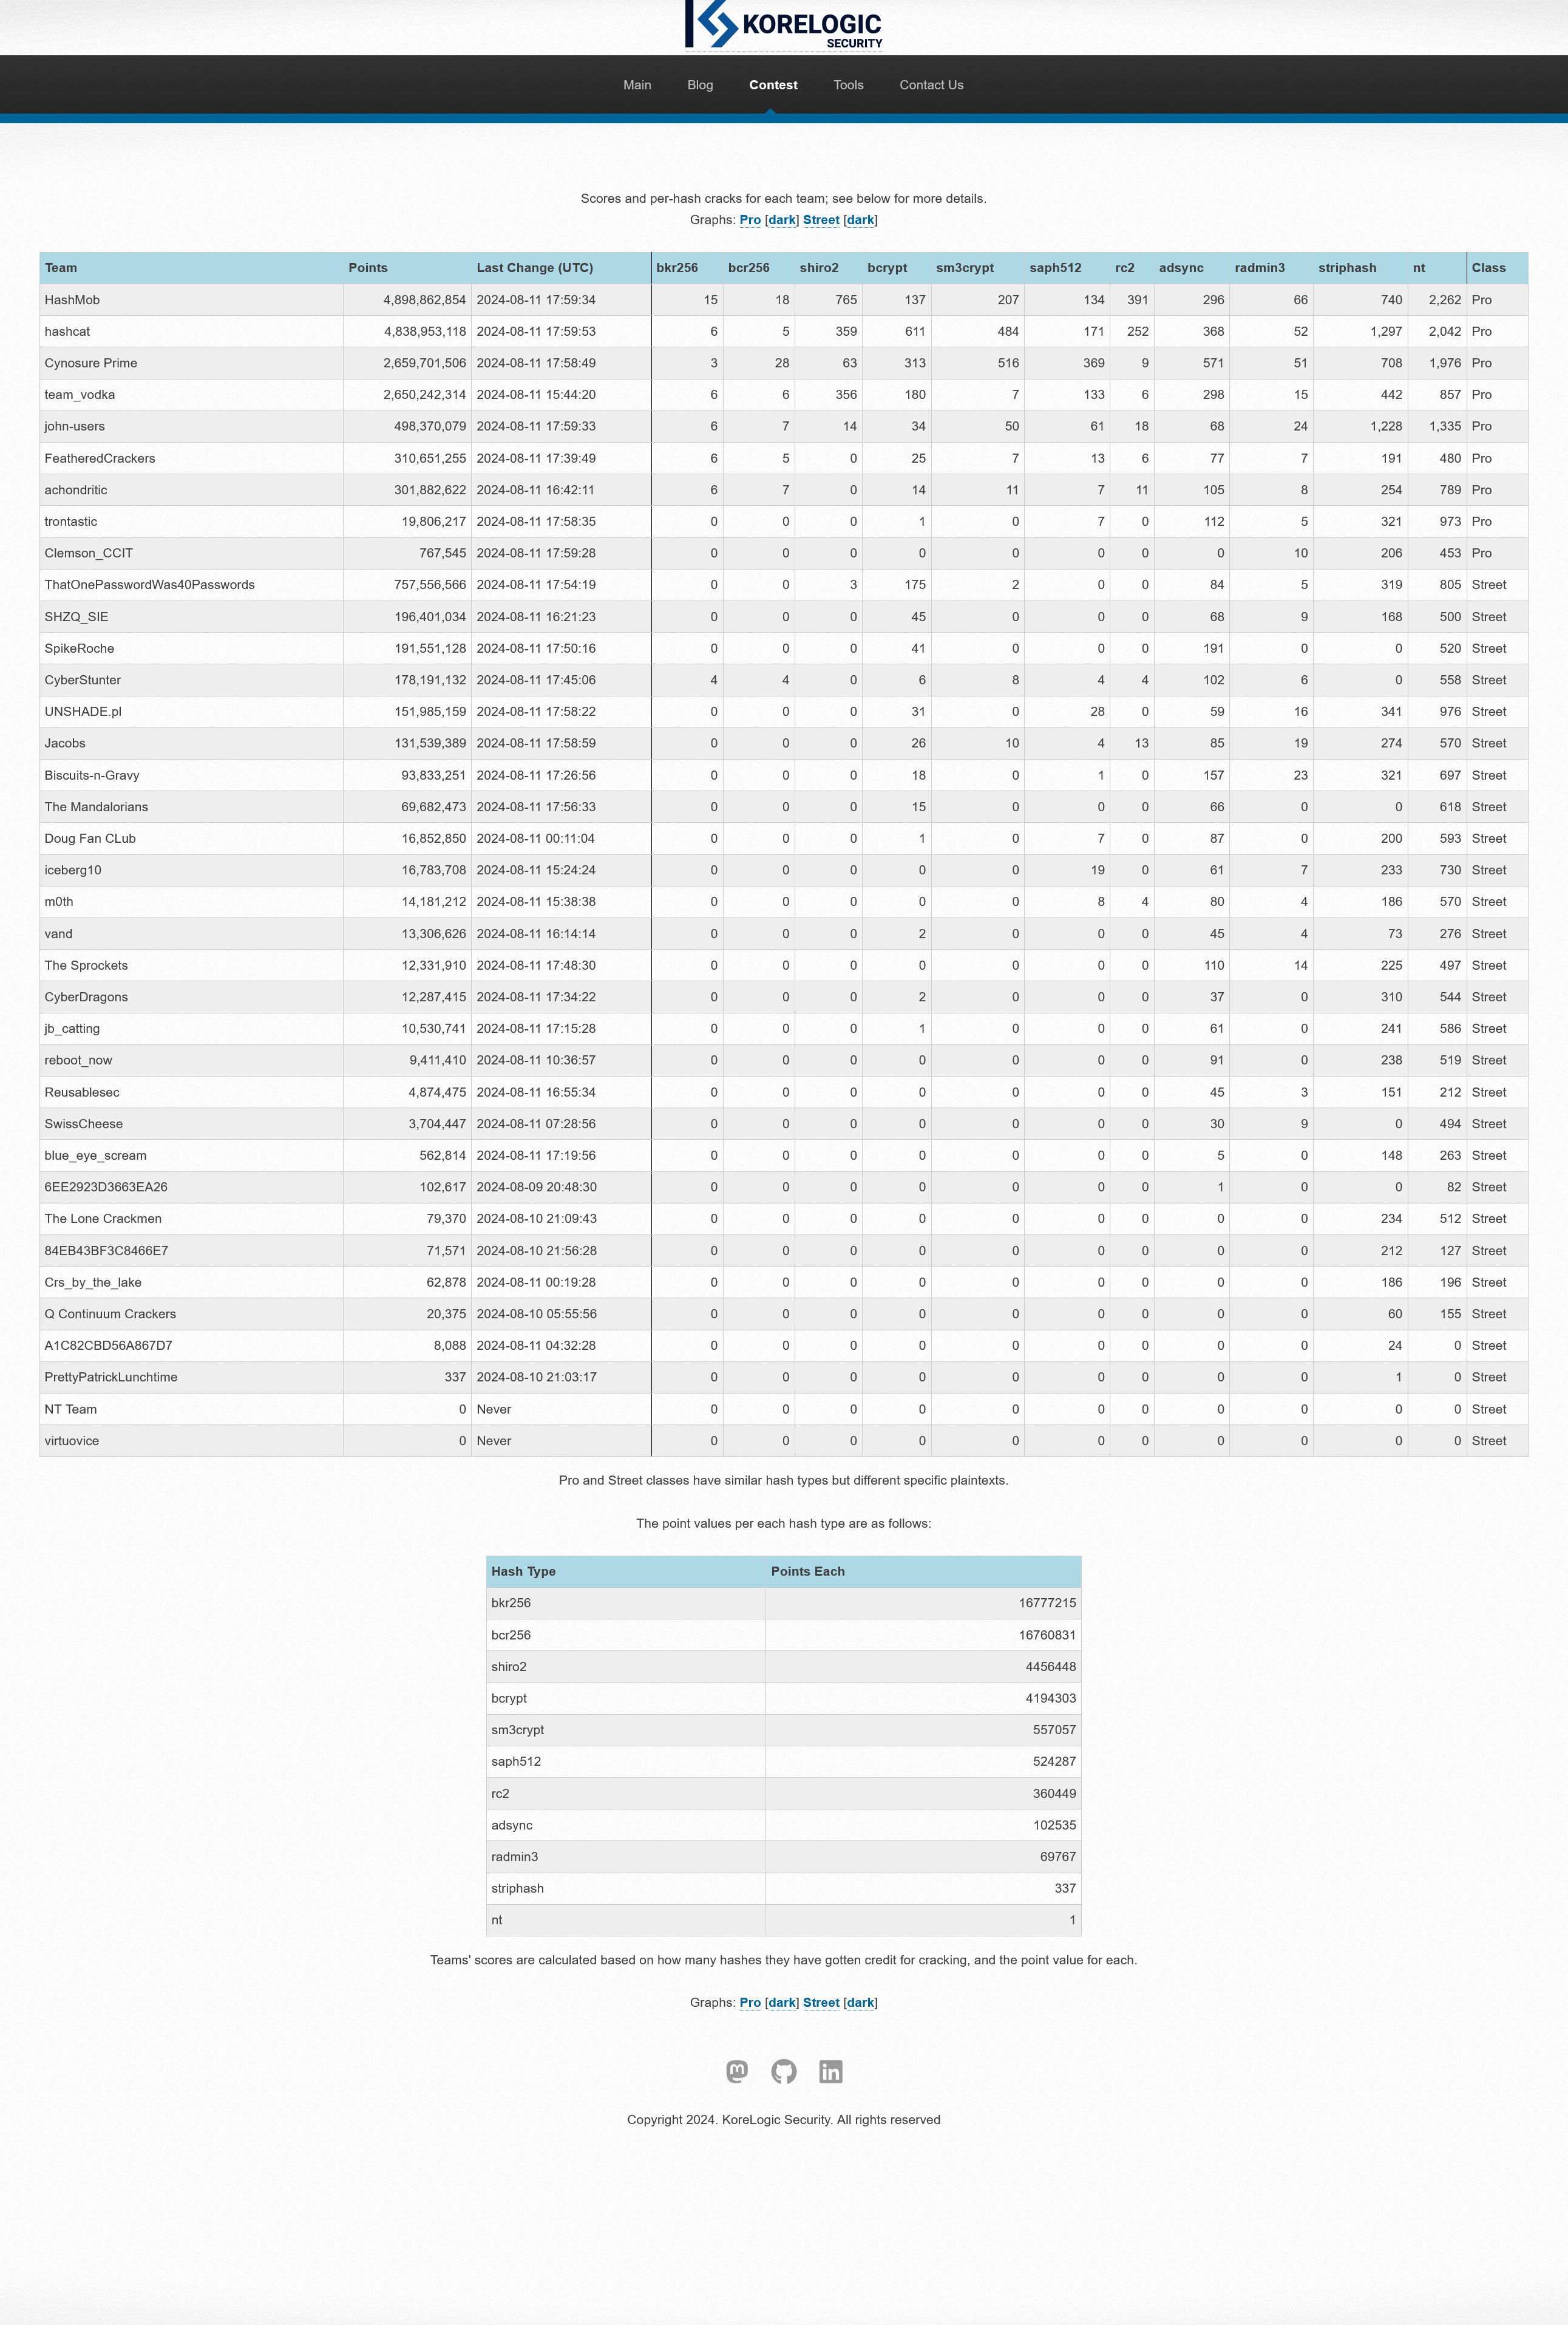 KORELOGIC
SECURITY
Main Blog Contest Tools Contact Us
Scores and per-hash cracks for each team; see below for more details.
Graphs: Pro [dark] Street [dark]
Team Points Last Change (UTC) bkr256 bcr256 shiro2 bcrypt sm3crypt saph512 rc2 adsync radmin3 striphash nt Class
HashMob 4,898,862,854 2024-08-11 17:59:34 15 18 765 137 207 134 391 296 66 740 2,262 Pro
hashcat 4,838,953,118 2024-08-11 17:59:53 6 5 359 611 484 171 252 368 52 1,297 2,042 Pro
Cynosure Prime 2,659,701,506 2024-08-11 17:58:49 3 28 63 313 516 369 9 571 51 708 1,976 Pro
team_vodka 2,650,242,314 2024-08-11 15:44:20 6 6 356 180 7 133 6 298 15 442 857 Pro
john-users 498,370,079 2024-08-11 17:59:33 6 7 14 34 50 61 18 68 24 1,228 1,335 Pro
FeatheredCrackers 310,651,255 2024-08-11 17:39:49 6 5 0 25 7 13 6 77 7 191 480 Pro
achondritic 301,882,622 2024-08-11 16:42:11 6 7 0 14 11 7 11 105 8 254 789 Pro
trontastic 19,806,217 2024-08-11 17:58:35 0 0 0 1 0 7 0 112 5 321 973 Pro
Clemson_CCIT 767,545 2024-08-11 17:59:28 0 0 0 0 0 0 0 0 10 206 453 Pro
ThatOnePasswordWas40Passwords 757,556,566 2024-08-11 17:54:19 0 0 3 175 2 0 0 84 5 319 805 Street
SHZQ_SIE 196,401,034 2024-08-11 16:21:23 0 0 0 45 0 0 0 68 9 168 500 Street
SpikeRoche 191,551,128 2024-08-11 17:50:16 0 0 0 41 0 0 0 191 0 0 520 Street
CyberStunter 178,191,132 2024-08-11 17:45:06 4 4 0 6 8 4 4 102 6 0 558 Street
UNSHADE.pl 151,985,159 2024-08-11 17:58:22 0 0 0 31 0 28 0 59 16 341 976 Street
Jacobs 131,539,389 2024-08-11 17:58:59 0 0 0 26 10 4 13 85 19 274 570 Street
Biscuits-n-Gravy 93,833,251 2024-08-11 17:26:56 0 0 0 18 0 1 0 157 23 321 697 Street
The Mandalorians 69,682,473 2024-08-11 17:56:33 0 0 0 15 0 0 0 66 0 0 618 Street
Doug Fan CLub 16,852,850 2024-08-11 00:11:04 0 0 0 1 0 7 0 87 0 200 593 Street
iceberg10 16,783,708 2024-08-11 15:24:24 0 0 0 0 0 19 0 61 7 233 730 Street
m0th 14,181,212 2024-08-11 15:38:38 0 0 0 0 0 8 4 80 4 186 570 Street
vand 13,306,626 2024-08-11 16:14:14 0 0 0 2 0 0 0 45 4 73 276 Street
The Sprockets 12,331,910 2024-08-11 17:48:30 0 0 0 0 0 0 0 110 14 225 497 Street
CyberDragons 12,287,415 2024-08-11 17:34:22 0 0 0 2 0 0 0 37 0 310 544 Street
jb_catting 10,530,741 2024-08-11 17:15:28 0 0 0 1 0 0 0 61 0 241 586 Street
reboot_now 9,411,410 2024-08-11 10:36:57 0 0 0 0 0 0 0 91 0 238 519 Street
Reusablesec 4,874,475 2024-08-11 16:55:34 0 0 0 0 0 0 0 45 3 151 212 Street
SwissCheese 3,704,447 2024-08-11 07:28:56 0 0 0 0 0 0 0 30 9 0 494 Street
blue_eye_scream 562,814 2024-08-11 17:19:56 0 0 0 0 0 0 0 5 0 148 263 Street
6EE2923D3663EA26 102,617 2024-08-09 20:48:30 0 0 0 0 0 0 0 1 0 0 82 Street
The Lone Crackmen 79,370 2024-08-10 21:09:43 0 0 0 0 0 0 0 0 0 234 512 Street
84EB43BF3C8466E7 71,571 2024-08-10 21:56:28 0 0 0 0 0 0 0 0 0 212 127 Street
Crs_by_the_lake 62,878 2024-08-11 00:19:28 0 0 0 0 0 0 0 0 0 186 196 Street
Q Continuum Crackers 20,375 2024-08-10 05:55:56 0 0 0 0 0 0 0 0 0 60 155 Street
A1C82CBD56A867D7 8,088 2024-08-11 04:32:28 0 0 0 0 0 0 0 0 0 24 0 Street
PrettyPatrickLunchtime 337 2024-08-10 21:03:17 0 0 0 0 0 0 0 0 0 1 0 Street
NT Team 0 Never 0 0 0 0 0 0 0 0 0 0 0 Street
virtuovice 0 Never 0 0 0 0 0 0 0 0 0 0 0 Street
Pro and Street classes have similar hash types but different specific plaintexts.
The point values per each hash type are as follows:
Hash Type Points Each
bkr256 16777215
bcr256 16760831
shiro2 4456448
bcrypt 4194303
sm3crypt 557057
saph512 524287
rc2 360449
adsync 102535
radmin3 69767
striphash 337
nt 1
Teams' scores are calculated based on how many hashes they have gotten credit for cracking, and the point value for each.
Graphs: Pro [dark] Street [dark]
Copyright 2024. KoreLogic Security. All rights reserved